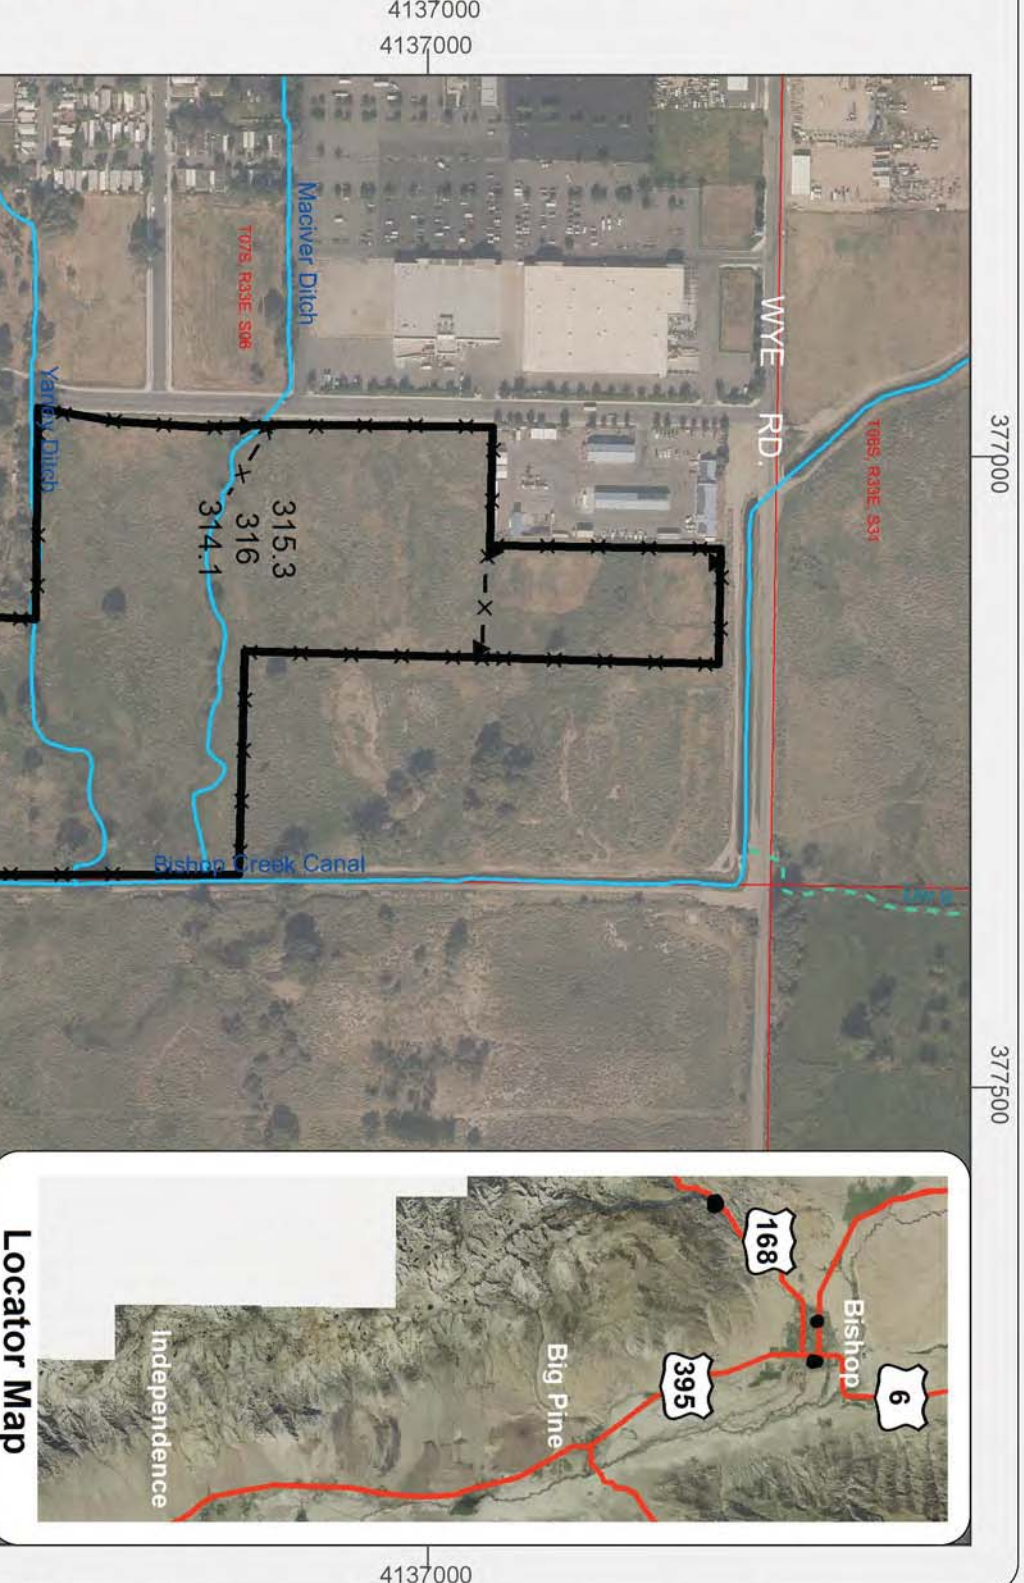 4137000
4137000
Maciver Ditch
T07S, R33E, S06
WYE RD.
377000
T06S, R33E, S31
Yaney Ditch
315.3
316
314.1
Bishop Creek Canal
377500
168
Bishop
6
395
Big Pine
Independence
Locator Map
4137000